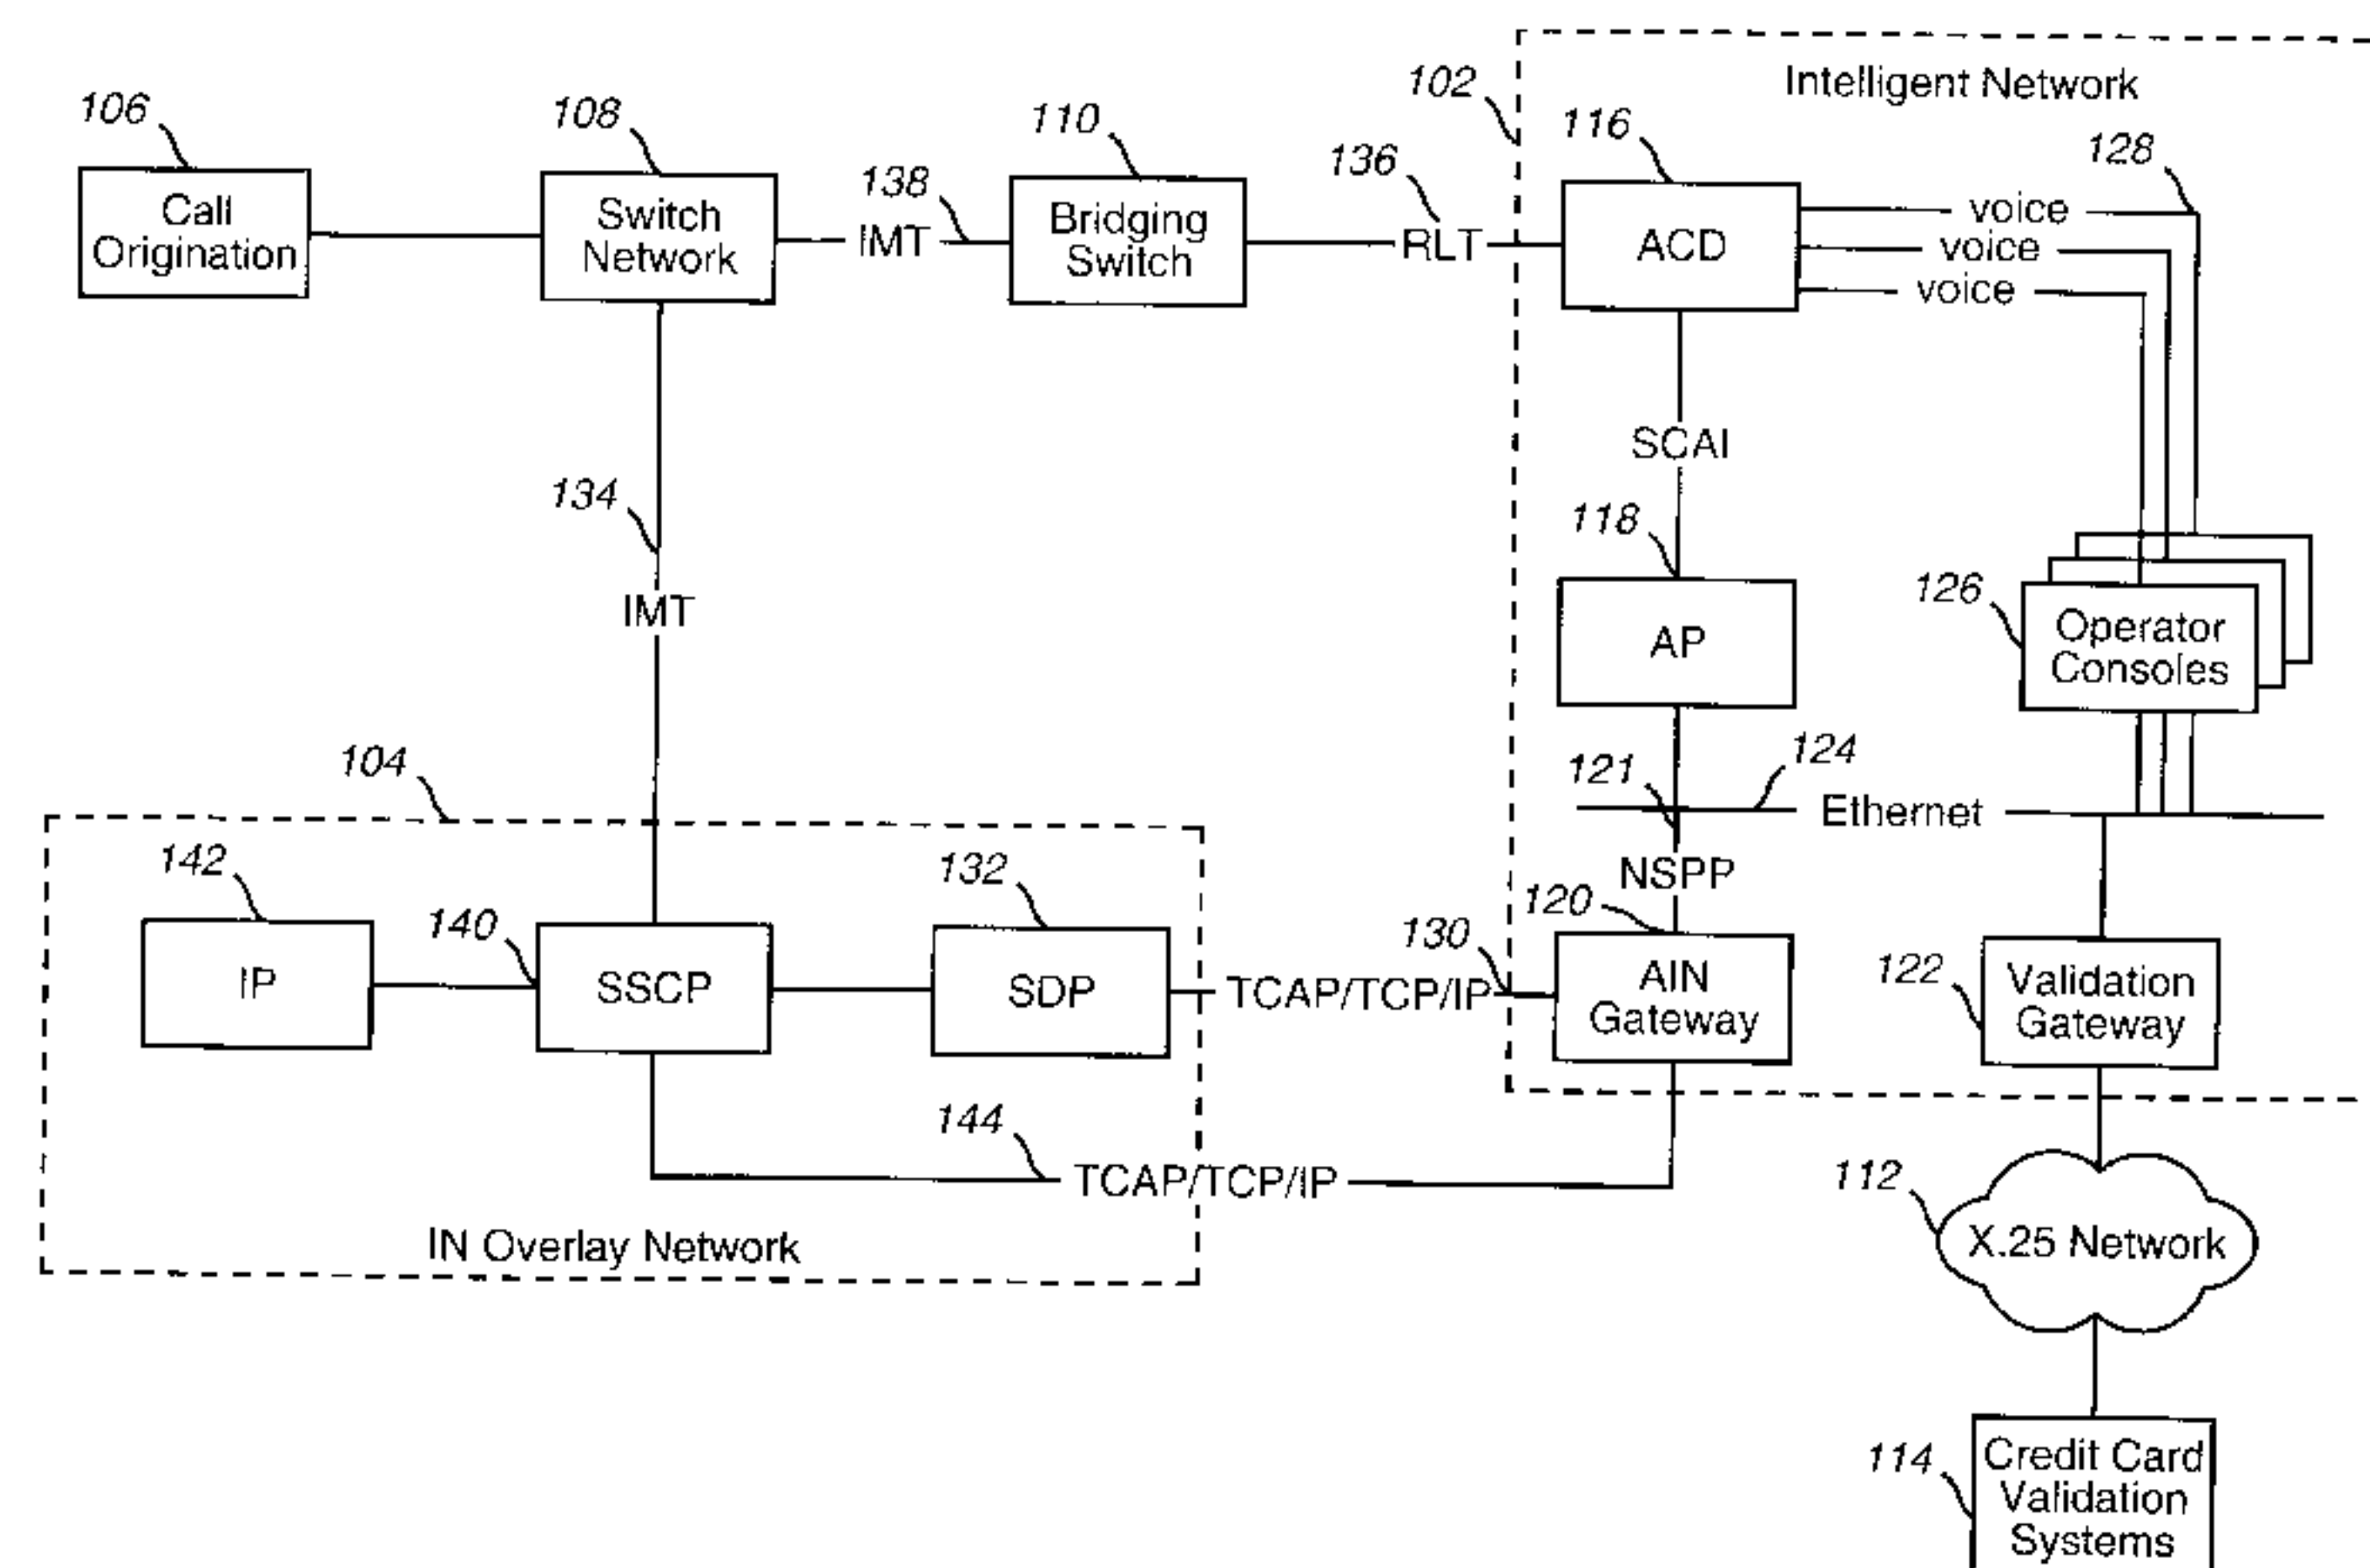 102
Intelligent Network
106
108
110
116
128
136
138
Call
Origination
Switch
Network
IMT
Bridging
Switch
RLT
ACD
voice
voice
voice
SCAI
134
118
IMT
126
AP
Operator
Consoles
104
121
124
Ethernet
142
132
NSPP
140
120
130
IP
SSCP
SDP
TCAP/TCP/IP
AIN
Gateway
122
Validation
Gateway
144
TCAP/TCP/IP
112
IN Overlay Network
X.25 Network
114
Credit Card
Validation
Systems